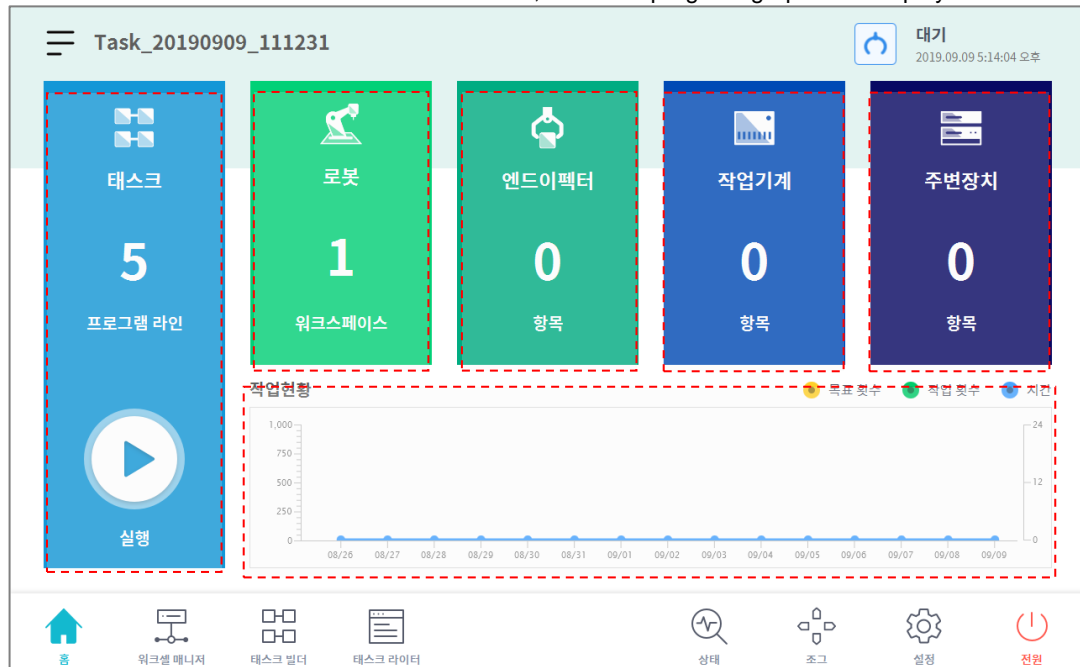 Task_20190909_111231
대기
2019.09.09 5:14:04 오후
태스크
5
프로그램 라인
실행
로봇
1
워크스페이스
엔드이펙터
0
항목
작업기계
0
항목
주변장치
0
항목
작업현황
목표 횟수
작업 횟수
시간
1,000
750
500
250
0
24
12
0
08/26 08/27 08/28 08/29 08/30 08/31 09/01 09/02 09/03 09/04 09/05 09/06 09/07 09/08 09/09
홈
워크셀 매니저
태스크 빌더
태스크 라이터
상태
조그
설정
전원